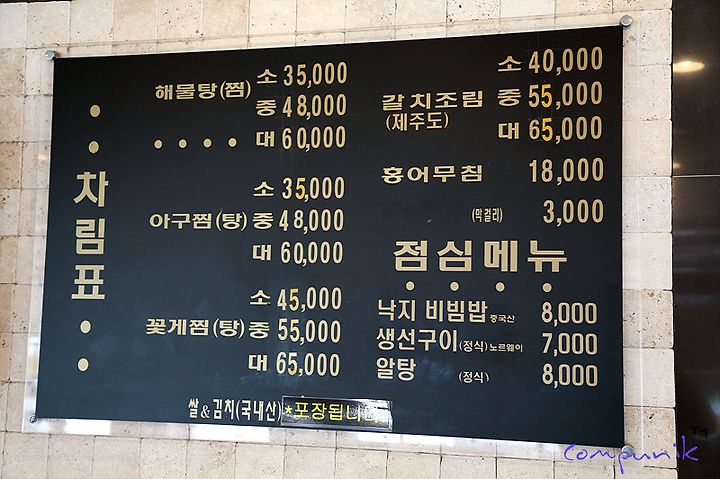 차림표
해물탕(찜) 소 35,000
중 48,000
대 60,000
아구찜(탕) 소 35,000
중 48,000
대 60,000
꽃게찜(탕) 소 45,000
중 55,000
대 65,000
쌀&김치(국내산) *포장됩니다
갈치조림 (제주도) 소 40,000
중 55,000
대 65,000
홍어무침 18,000
(막걸리) 3,000
점심메뉴
낙지 비빔밥 중국산 8,000
생선구이 (정식) 노르웨이 7,000
알탕 (정식) 8,000
compunik TM